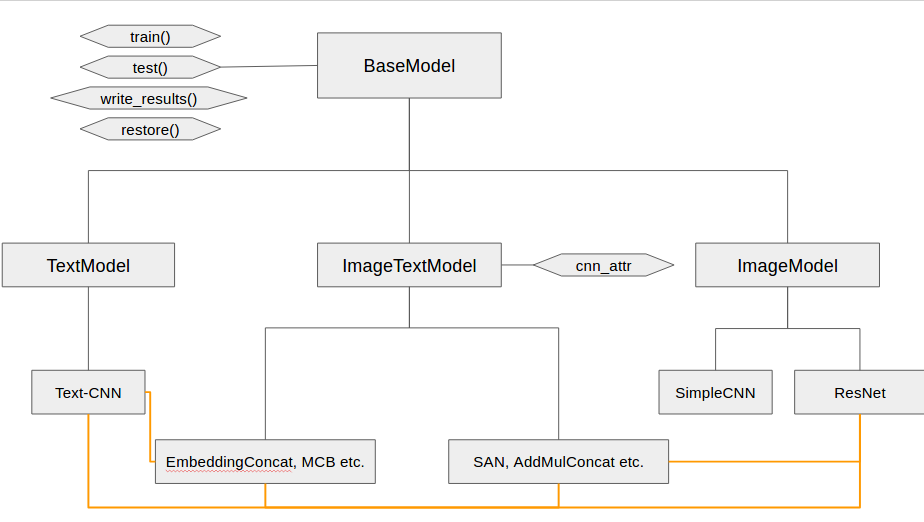 train()
test()
write_results()
restore()
BaseModel
TextModel
ImageTextModel
cnn_attr
ImageModel
Text-CNN
SimpleCNN
ResNet
EmbeddingConcat, MCB etc.
SAN, AddMulConcat etc.